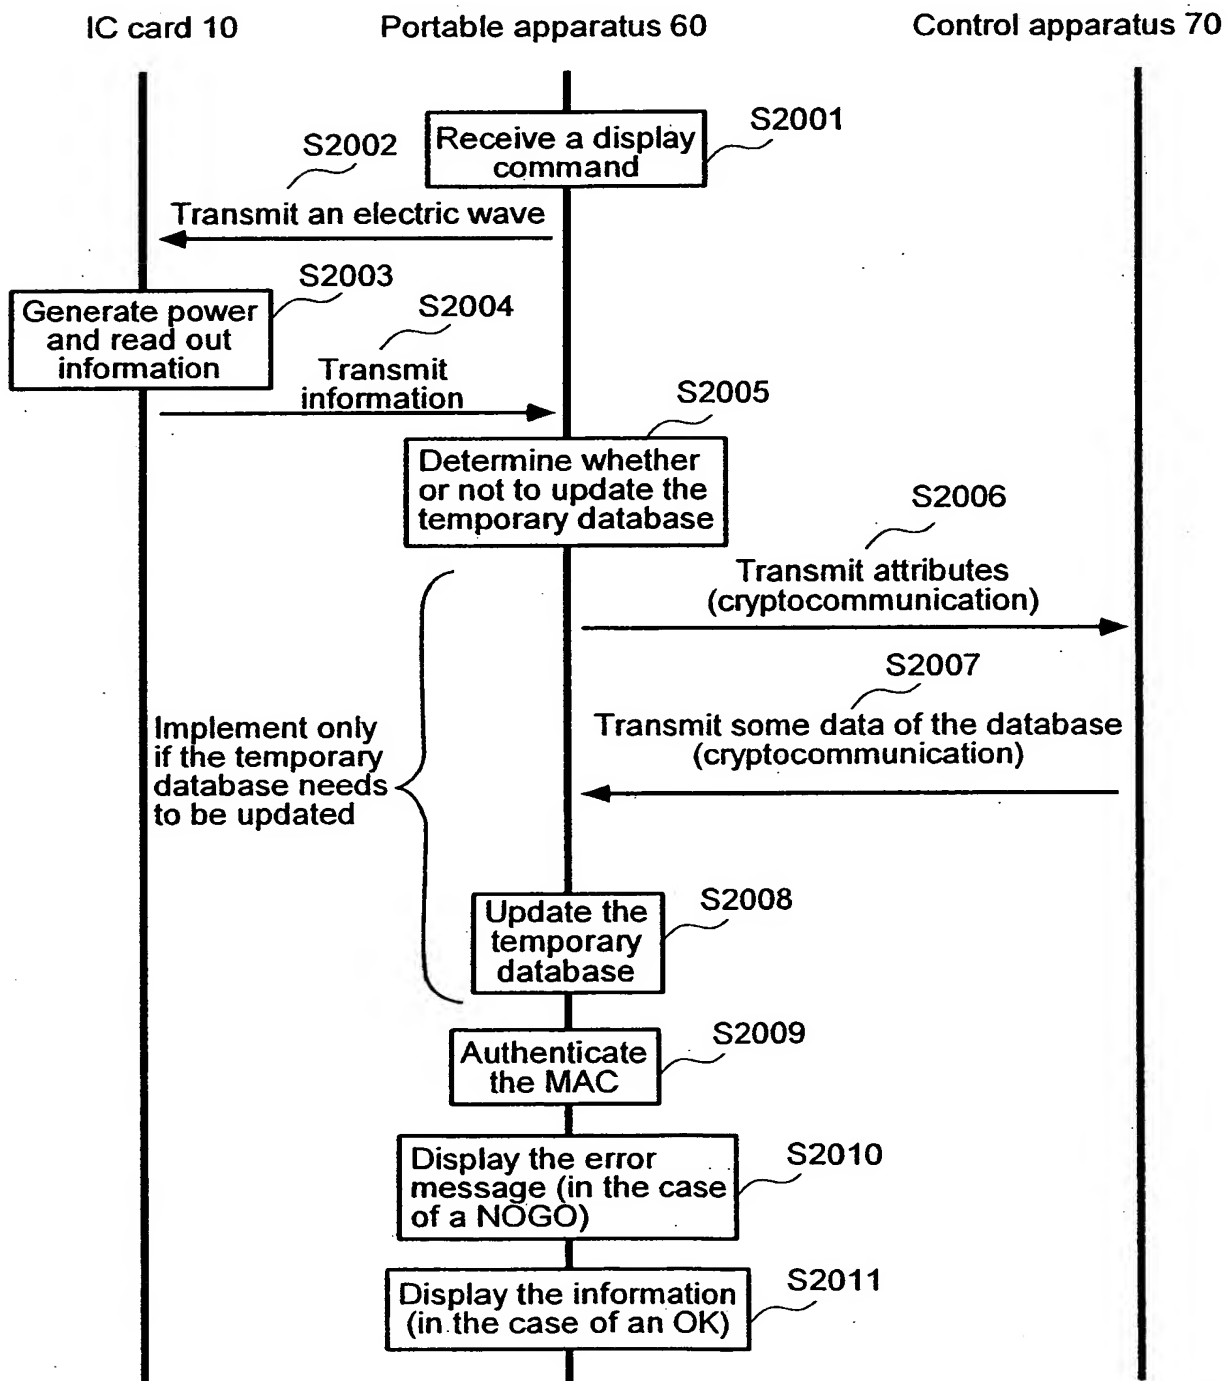 IC card 10
Portable apparatus 60
Control apparatus 70
Receive a display
command
S2001
S2002
Transmit an electric wave
S2003
Generate power
and read out
information
S2004
Transmit
information
S2005
Determine whether
or not to update the
temporary database
S2006
Transmit attributes
(cryptocommunication)
S2007
Transmit some data of the database
(cryptocommunication)
Implement only
if the temporary
database needs
to be updated
S2008
Update the
temporary
database
S2009
Authenticate
the MAC
S2010
Display the error
message (in the case
of a NOGO)
S2011
Display the information
(in the case of an OK)